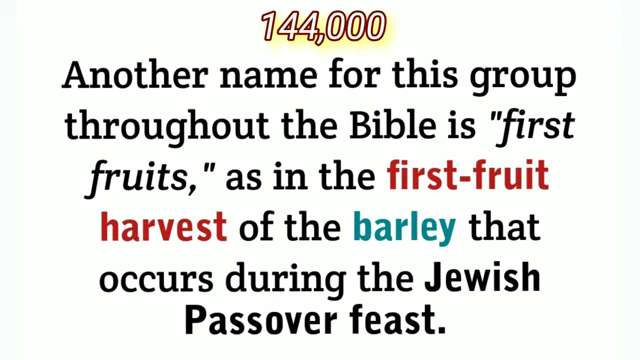 144,000
Another name for this group
throughout the Bible is "first
fruits," as in the first-fruit
harvest of the barley that
occurs during the Jewish
Passover feast.